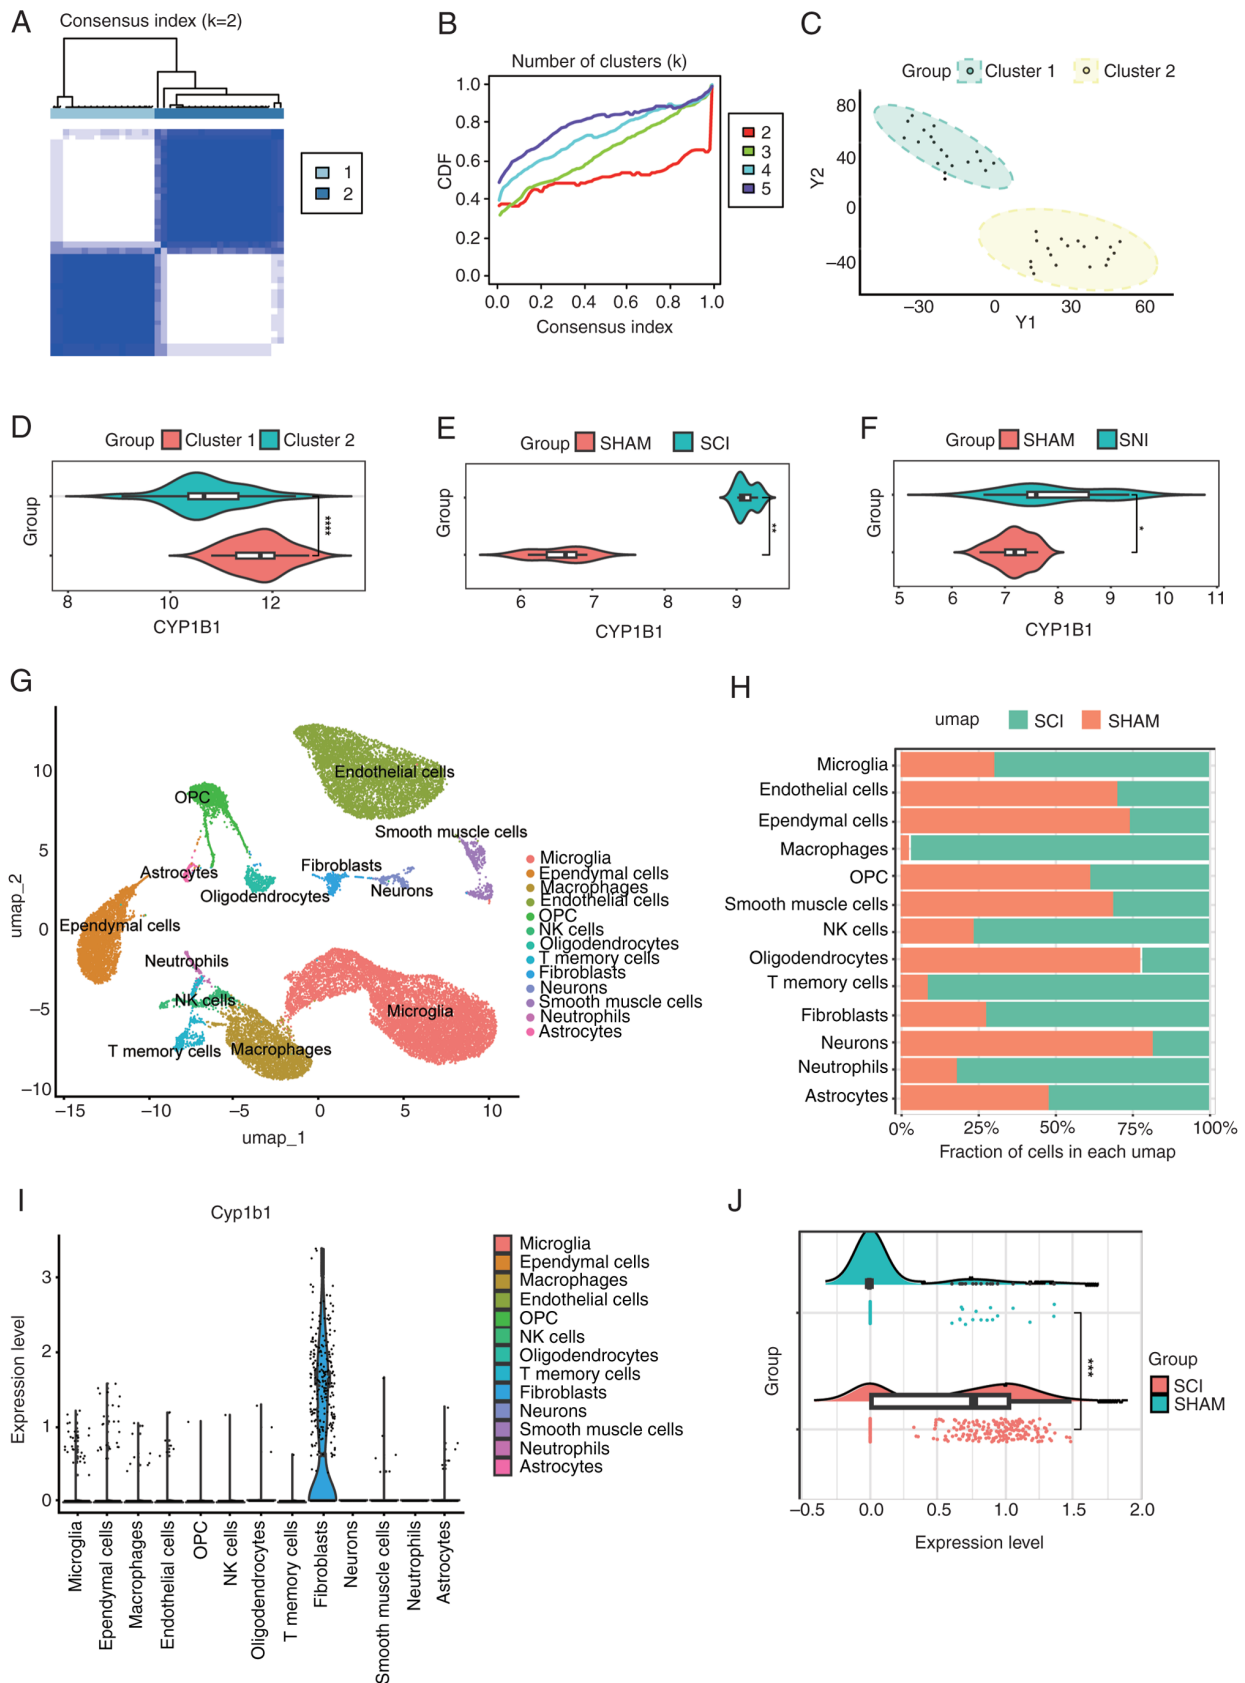 A
Consensus index (k=2)
1
2
B
Number of clusters (k)
CDF
1.0
0.8
0.6
0.4
0.2
0.0
0.0 0.2 0.4 0.6 0.8 1.0
Consensus index
2
3
4
5
C
Group Cluster 1 Cluster 2
Y2
80
40
0
–40
–30 0 30 60
Y1
D
Group Cluster 1 Cluster 2
Group
****
8 10 12
CYP1B1
E
Group SHAM SCI
Group
**
6 7 8 9
CYP1B1
F
Group SHAM SNI
Group
*
5 6 7 8 9 10 11
CYP1B1
G
umap_2
10
5
0
–5
–10
–15 –10 –5 0 5 10
umap_1
Endothelial cells
OPC
Smooth muscle cells
Astrocytes
Fibroblasts
Oligodendrocytes
Neurons
Ependymal cells
Neutrophils
NK cells
Microglia
T memory cells
Macrophages
Microglia
Ependymal cells
Macrophages
Endothelial cells
OPC
NK cells
Oligodendrocytes
T memory cells
Fibroblasts
Neurons
Smooth muscle cells
Neutrophils
Astrocytes
H
umap SCI SHAM
Microglia
Endothelial cells
Ependymal cells
Macrophages
OPC
Smooth muscle cells
NK cells
Oligodendrocytes
T memory cells
Fibroblasts
Neurons
Neutrophils
Astrocytes
0% 25% 50% 75% 100%
Fraction of cells in each umap
I
Cyp1b1
Expression level
3
2
1
0
Microglia
Ependymal cells
Macrophages
Endothelial cells
OPC
NK cells
Oligodendrocytes
T memory cells
Fibroblasts
Neurons
Smooth muscle cells
Neutrophils
Astrocytes
Microglia
Ependymal cells
Macrophages
Endothelial cells
OPC
NK cells
Oligodendrocytes
T memory cells
Fibroblasts
Neurons
Smooth muscle cells
Neutrophils
Astrocytes
J
Group
***
Group
SCI
SHAM
–0.5 0.0 0.5 1.0 1.5 2.0
Expression level